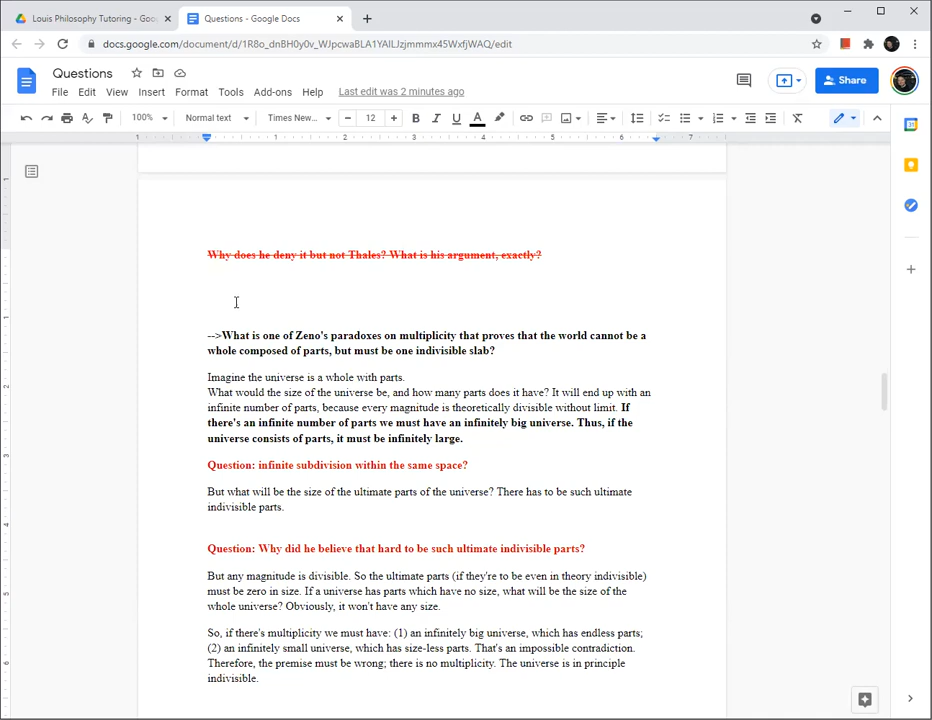 Louis Philosophy Tutoring - Goo
Questions - Google Docs
docs.google.com/document/d/1R8o_dnBH0y0v_WJpcwaBLA1YAlLJzjmmmx45WxfjWAQ/edit
Questions
File Edit View Insert Format Tools Add-ons Help Last edit was 2 minutes ago
Share
100% Normal text Times New... 12 B I U A
1 1 2 3 4 5 6 7
Why does he deny it but not Thales? What is his argument, exactly?
-->What is one of Zeno's paradoxes on multiplicity that proves that the world cannot be a
whole composed of parts, but must be one indivisible slab?
Imagine the universe is a whole with parts.
What would the size of the universe be, and how many parts does it have? It will end up with an
infinite number of parts, because every magnitude is theoretically divisible without limit. If
there's an infinite number of parts we must have an infinitely big universe. Thus, if the
universe consists of parts, it must be infinitely large.
Question: infinite subdivision within the same space?
But what will be the size of the ultimate parts of the universe? There has to be such ultimate
indivisible parts.
Question: Why did he believe that hard to be such ultimate indivisible parts?
But any magnitude is divisible. So the ultimate parts (if they're to be even in theory indivisible)
must be zero in size. If a universe has parts which have no size, what will be the size of the
whole universe? Obviously, it won't have any size.
So, if there's multiplicity we must have: (1) an infinitely big universe, which has endless parts;
(2) an infinitely small universe, which has size-less parts. That's an impossible contradiction.
Therefore, the premise must be wrong; there is no multiplicity. The universe is in principle
indivisible.